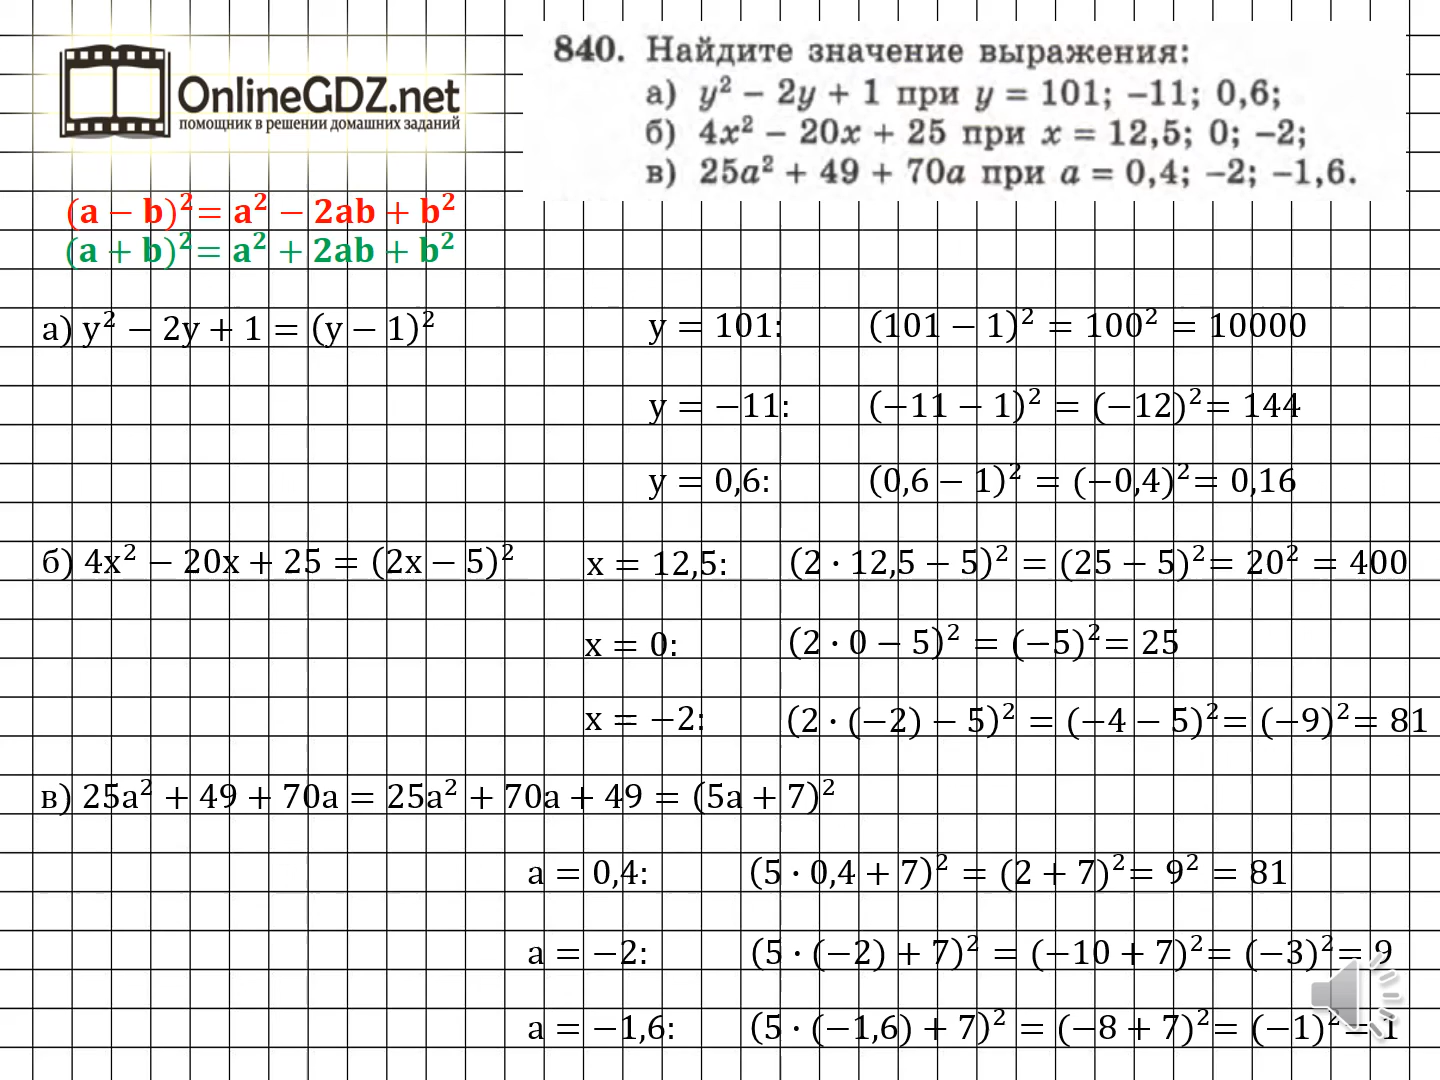 OnlineGDZ.net
помощник в решении домашних заданий
840. Найдите значение выражения:
а) y² − 2y + 1 при y = 101; −11; 0,6;
б) 4x² − 20x + 25 при x = 12,5; 0; −2;
в) 25a² + 49 + 70a при a = 0,4; −2; −1,6.
(a − b)² = a² − 2ab + b²
(a + b)² = a² + 2ab + b²
а) y² − 2y + 1 = (y − 1)² y = 101: (101 − 1)² = 100² = 10000
y = −11: (−11 − 1)² = (−12)² = 144
y = 0,6: (0,6 − 1)² = (−0,4)² = 0,16
б) 4x² − 20x + 25 = (2x − 5)² x = 12,5: (2 · 12,5 − 5)² = (25 − 5)² = 20² = 400
x = 0: (2 · 0 − 5)² = (−5)² = 25
x = −2: (2 · (−2) − 5)² = (−4 − 5)² = (−9)² = 81
в) 25a² + 49 + 70a = 25a² + 70a + 49 = (5a + 7)²
a = 0,4: (5 · 0,4 + 7)² = (2 + 7)² = 9² = 81
a = −2: (5 · (−2) + 7)² = (−10 + 7)² = (−3)² = 9
a = −1,6: (5 · (−1,6) + 7)² = (−8 + 7)² = (−1)² = 1